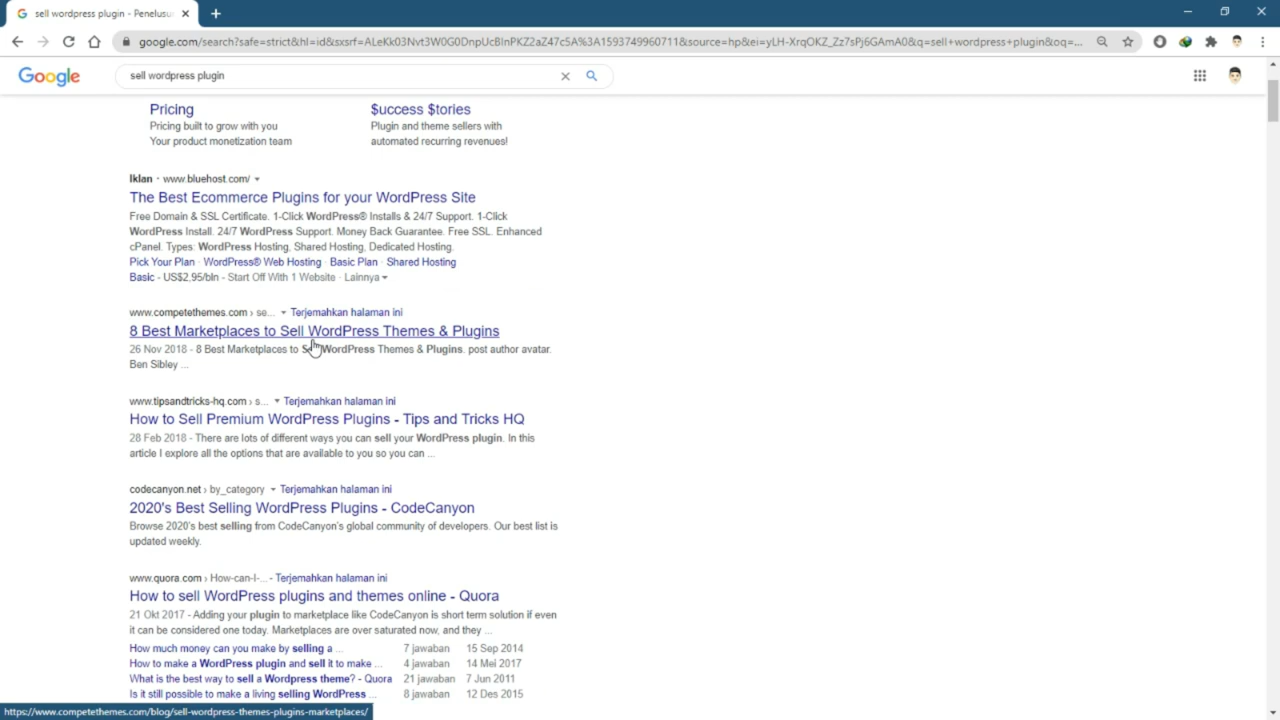 sell wordpress plugin - Penelusu
google.com/search?safe=strict&hl=id&sxsrf=ALeKk03Nvt3W0G0DnpUcBInPKZ2aZ47c5A%3A1593749960711&source=hp&ei=yLH-XrqOKZ_Zz7sPj6GAmA0&q=sell+wordpress+plugin&oq=...
Google
sell wordpress plugin
Pricing
Pricing built to grow with you
Your product monetization team
$uccess $tories
Plugin and theme sellers with
automated recurring revenues!
Iklan · www.bluehost.com/
The Best Ecommerce Plugins for your WordPress Site
Free Domain & SSL Certificate. 1-Click WordPress® Installs & 24/7 Support. 1-Click
WordPress Install. 24/7 WordPress Support. Money Back Guarantee. Free SSL. Enhanced
cPanel. Types: WordPress Hosting, Shared Hosting, Dedicated Hosting.
Pick Your Plan · WordPress® Web Hosting · Basic Plan · Shared Hosting
Basic - US$2,95/bln - Start Off With 1 Website · Lainnya
www.competethemes.com › se... Terjemahkan halaman ini
8 Best Marketplaces to Sell WordPress Themes & Plugins
26 Nov 2018 - 8 Best Marketplaces to Sell WordPress Themes & Plugins. post author avatar.
Ben Sibley ...
www.tipsandtricks-hq.com › s... Terjemahkan halaman ini
How to Sell Premium WordPress Plugins - Tips and Tricks HQ
28 Feb 2018 - There are lots of different ways you can sell your WordPress plugin. In this
article I explore all the options that are available to you so you can ...
codecanyon.net › by_category Terjemahkan halaman ini
2020's Best Selling WordPress Plugins - CodeCanyon
Browse 2020's best selling from CodeCanyon's global community of developers. Our best list is
updated weekly.
www.quora.com › How-can-I-... - Terjemahkan halaman ini
How to sell WordPress plugins and themes online - Quora
21 Okt 2017 - Adding your plugin to marketplace like CodeCanyon is short term solution if even
it can be considered one today. Marketplaces are over saturated now, and they ...
How much money can you make by selling a ... 7 jawaban 15 Sep 2014
How to make a WordPress plugin and sell it to make ... 4 jawaban 14 Mei 2017
What is the best way to sell a Wordpress theme? - Quora 21 jawaban 7 Jun 2011
Is it still possible to make a living selling WordPress ... 8 jawaban 12 Des 2015
https://www.competethemes.com/blog/sell-wordpress-themes-plugins-marketplaces/